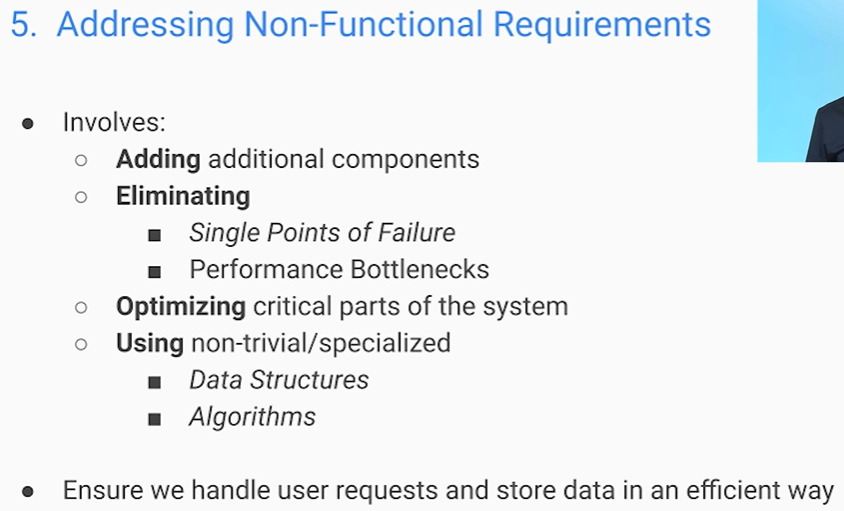 5. Addressing Non-Functional Requirements
● Involves:
○ Adding additional components
○ Eliminating
■ Single Points of Failure
■ Performance Bottlenecks
○ Optimizing critical parts of the system
○ Using non-trivial/specialized
■ Data Structures
■ Algorithms
● Ensure we handle user requests and store data in an efficient way